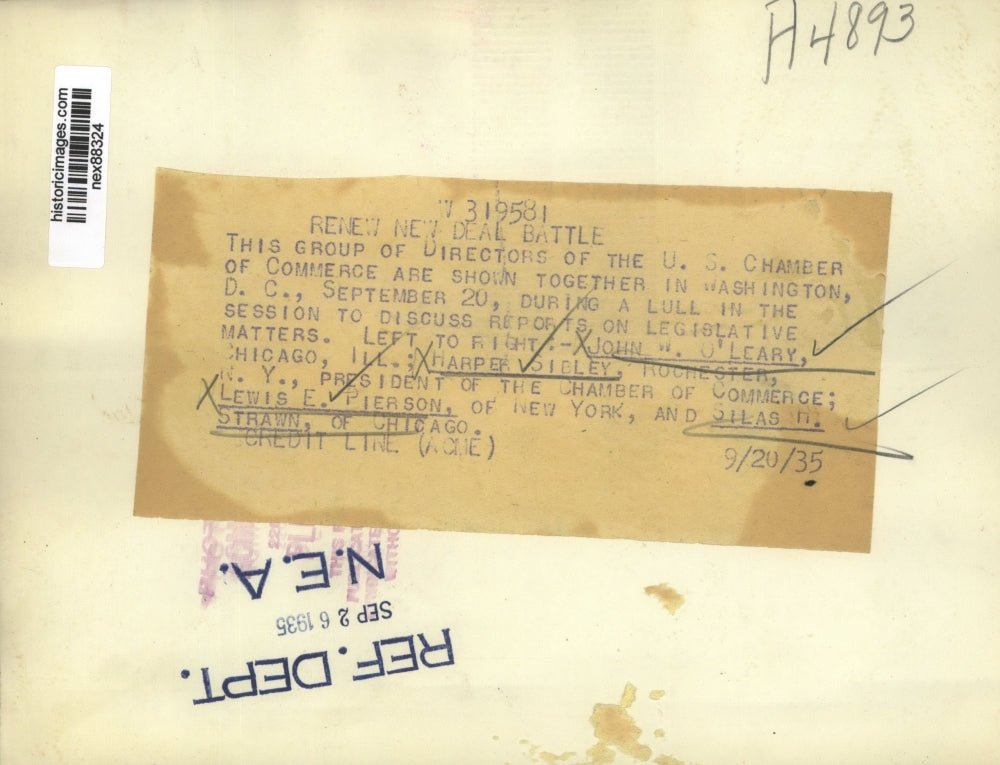 A4893
historicimages.com
nex88324
W 319581
RENEW NEW DEAL BATTLE
THIS GROUP OF DIRECTORS OF THE U. S. CHAMBER
OF COMMERCE ARE SHOWN TOGETHER IN WASHINGTON,
D. C., SEPTEMBER 20, DURING A LULL IN THE
SESSION TO DISCUSS REPORTS ON LEGISLATIVE
MATTERS. LEFT TO RIGHT:- JOHN W. O'LEARY,
CHICAGO, ILL.; HARPER SIBLEY, ROCHESTER,
N. Y., PRESIDENT OF THE CHAMBER OF COMMERCE;
LEWIS E. PIERSON, OF NEW YORK, AND SILAS H.
STRAWN, OF CHICAGO.
CREDIT LINE (ACME)
9/20/35
N.E.A.
SEP 26 1935
REF. DEPT.